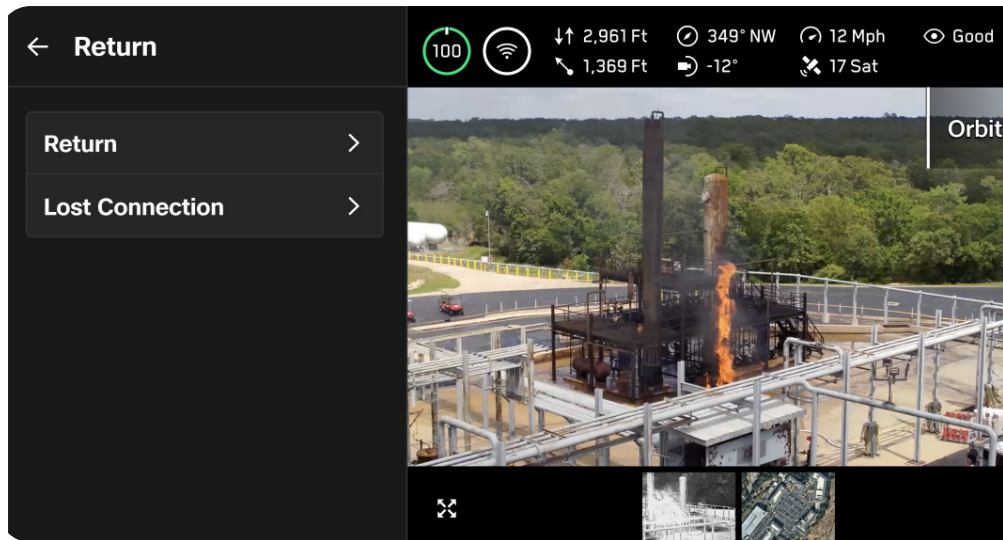 Return
Return
Lost Connection
100
2,961 Ft
349° NW
12 Mph
Good
1,369 Ft
-12°
17 Sat
Orbit